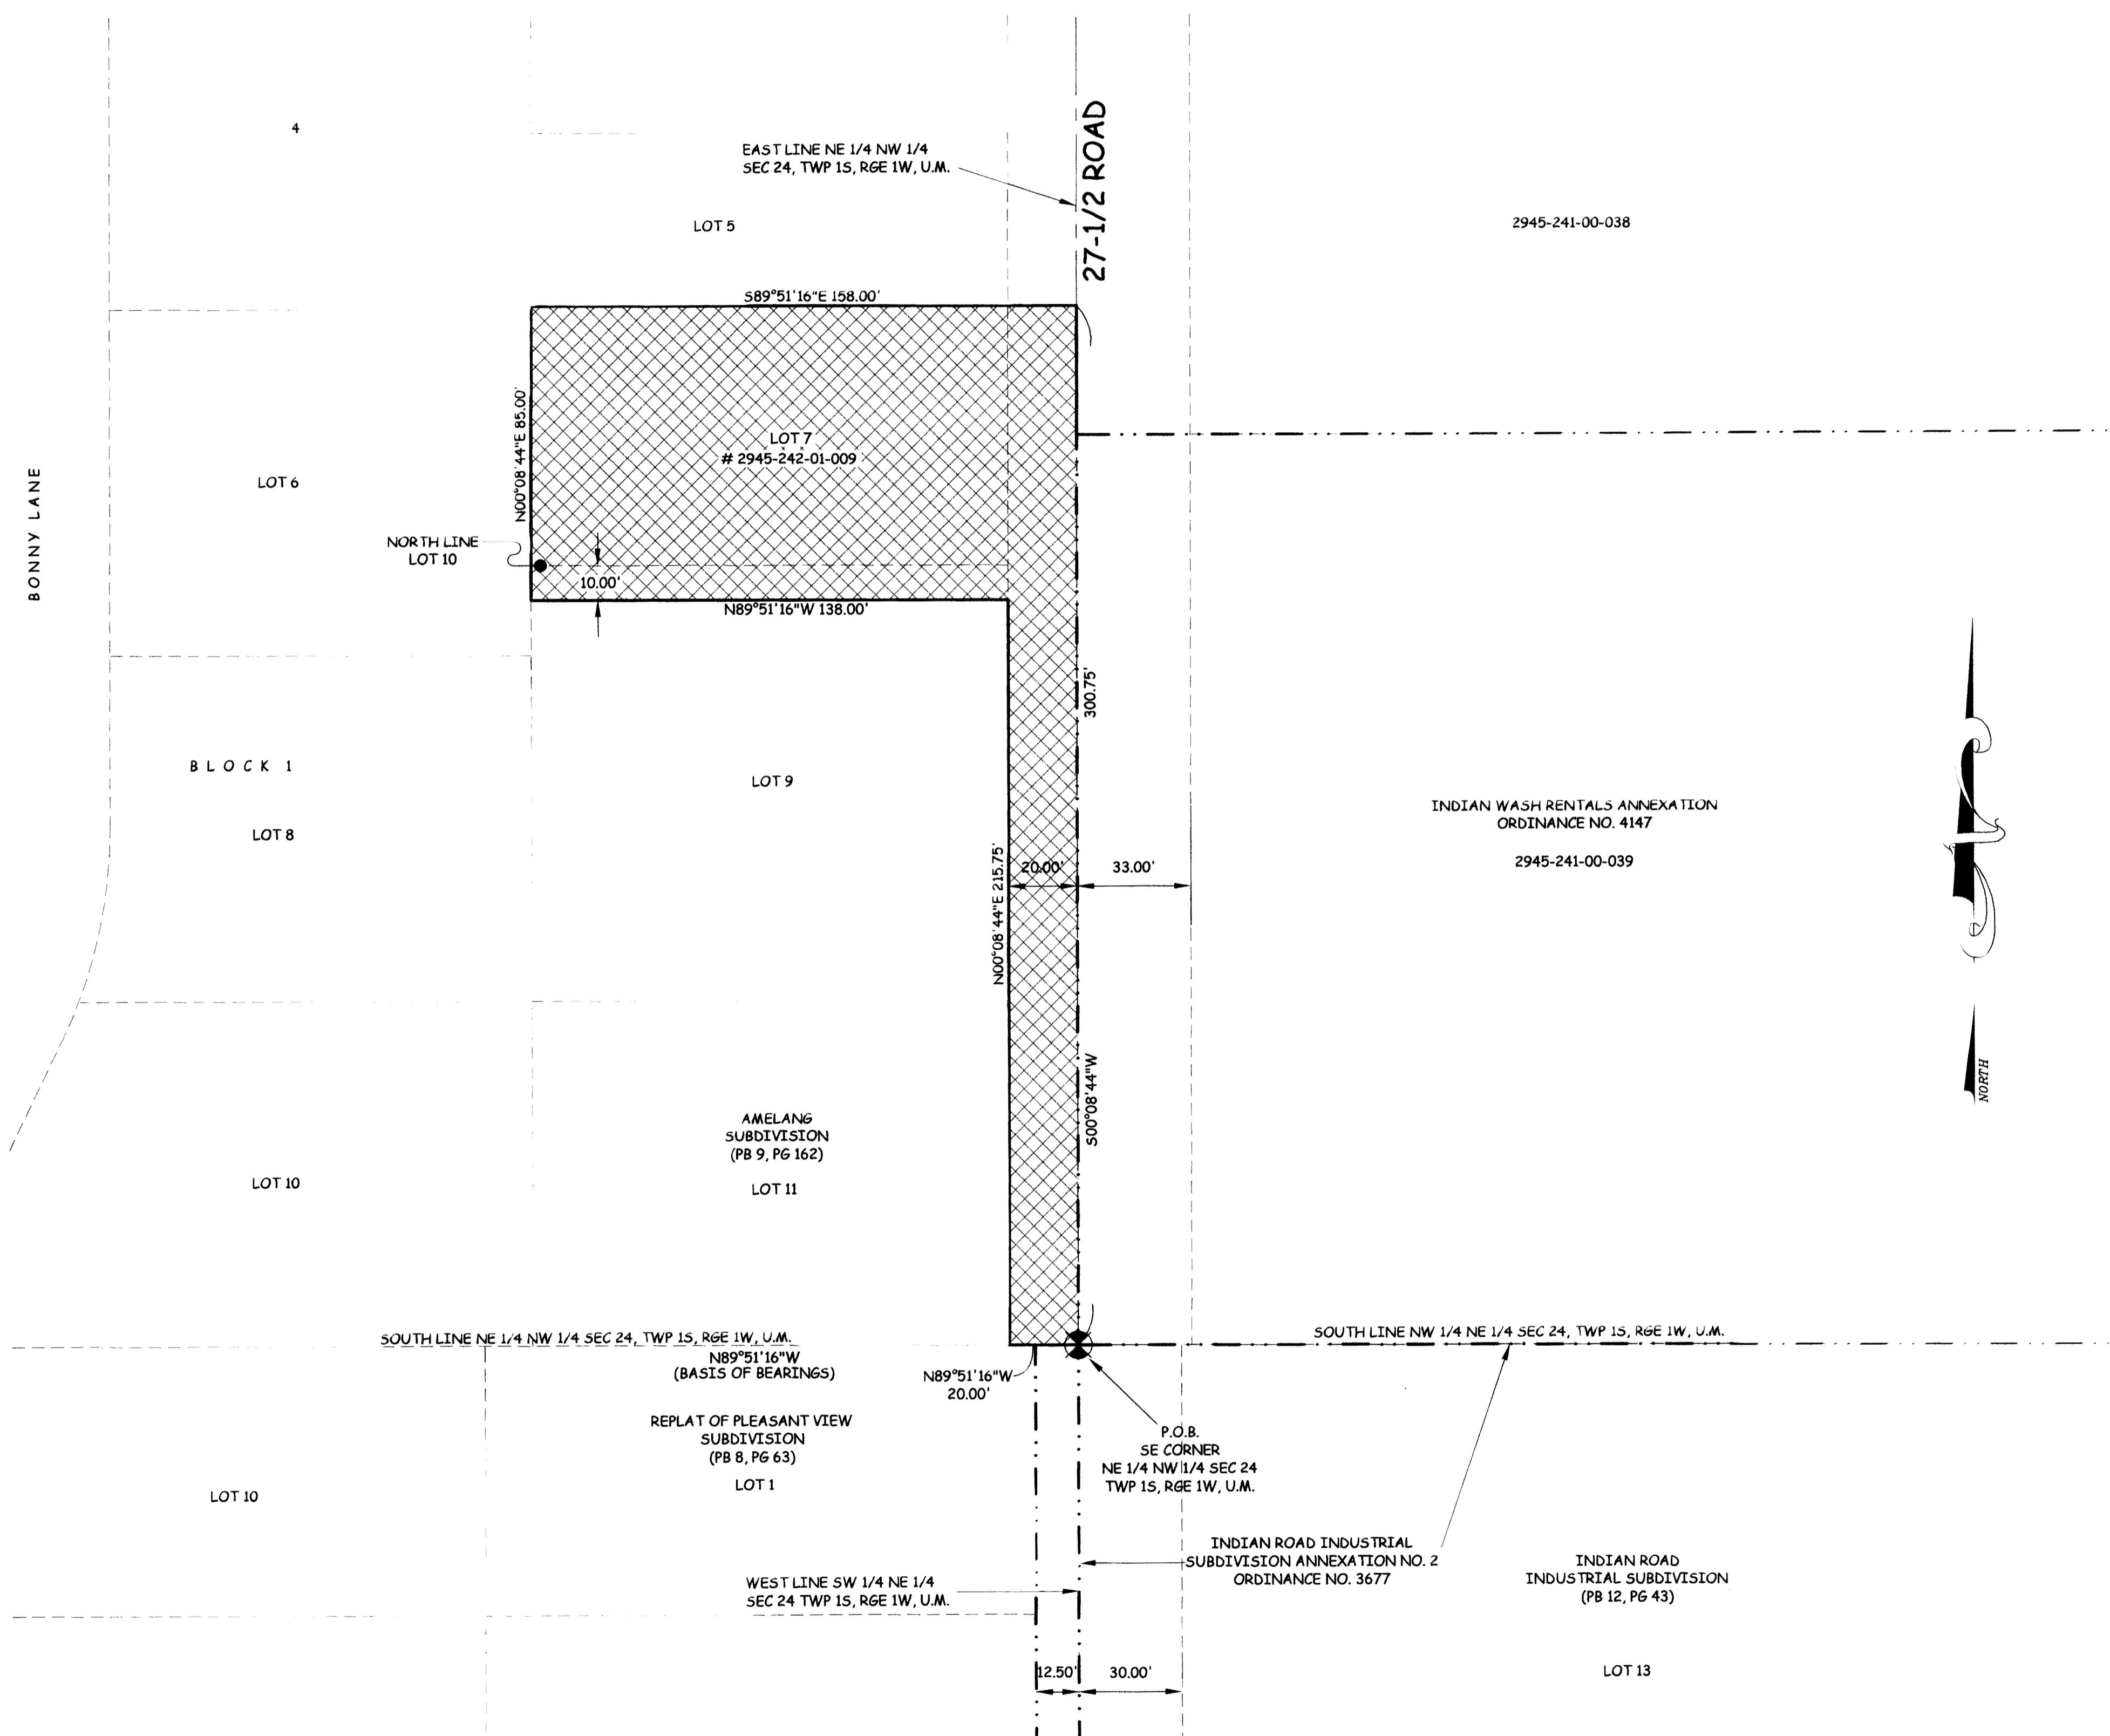 4
EAST LINE NE 1/4 NW 1/4
SEC 24, TWP 1S, RGE 1W, U.M.
27-1/2 ROAD
LOT 5
2945-241-00-038
S89°51'16"E 158.00'
N00°08'44"E 85.00'
LOT 7
# 2945-242-01-009
BONNY LANE
LOT 6
NORTH LINE
LOT 10
10.00'
N89°51'16"W 138.00'
300.75'
BLOCK 1
LOT 9
LOT 8
INDIAN WASH RENTALS ANNEXATION
ORDINANCE NO. 4147
2945-241-00-039
N00°08'44"E 215.75'
20.00'
33.00'
S00°08'44"W
NORTH
AMELANG
SUBDIVISION
(PB 9, PG 162)
LOT 10
LOT 11
SOUTH LINE NE 1/4 NW 1/4 SEC 24, TWP 1S, RGE 1W, U.M.
N89°51'16"W
(BASIS OF BEARINGS)
SOUTH LINE NW 1/4 NE 1/4 SEC 24, TWP 1S, RGE 1W, U.M.
N89°51'16"W
20.00'
REPLAT OF PLEASANT VIEW
SUBDIVISION
(PB 8, PG 63)
LOT 1
LOT 10
P.O.B.
SE CORNER
NE 1/4 NW 1/4 SEC 24
TWP 1S, RGE 1W, U.M.
INDIAN ROAD INDUSTRIAL
SUBDIVISION ANNEXATION NO. 2
ORDINANCE NO. 3677
INDIAN ROAD
INDUSTRIAL SUBDIVISION
(PB 12, PG 43)
WEST LINE SW 1/4 NE 1/4
SEC 24 TWP 1S, RGE 1W, U.M.
12.50'
30.00'
LOT 13